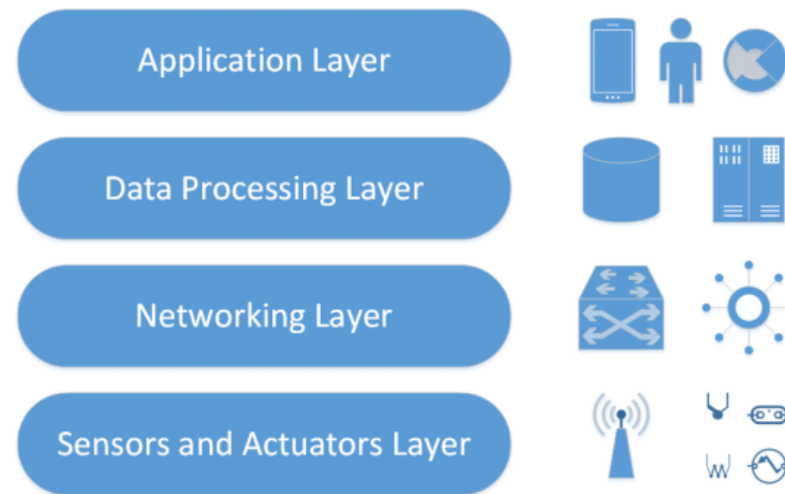 Application Layer
Data Processing Layer
Networking Layer
Sensors and Actuators Layer